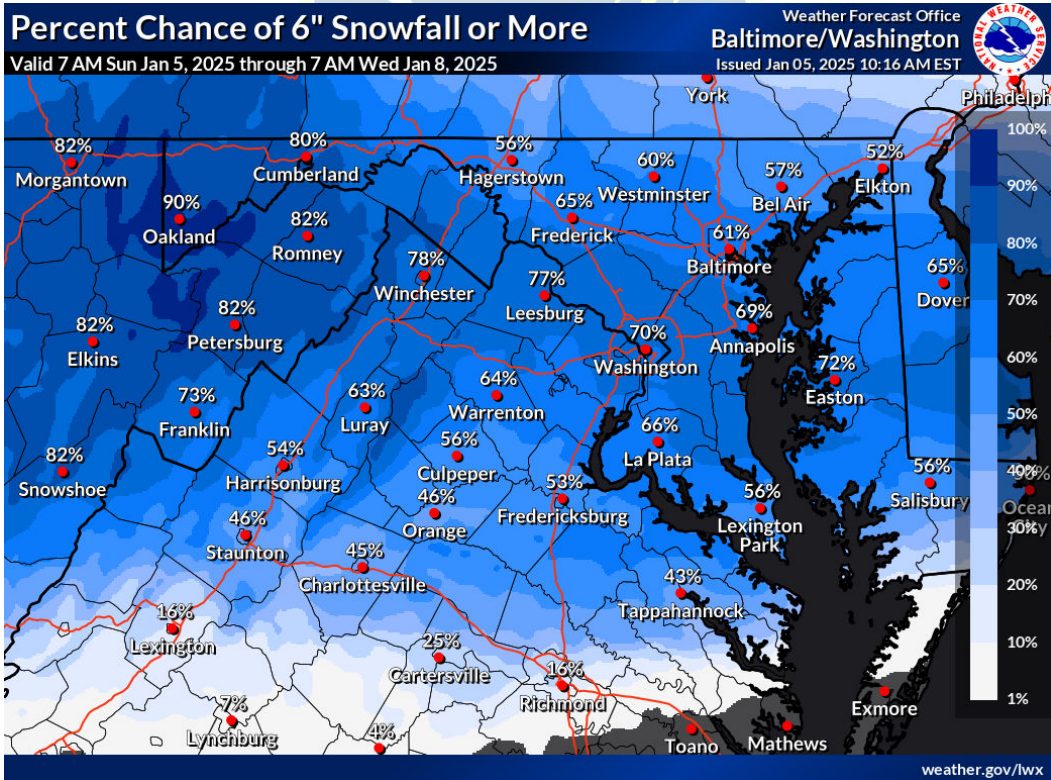 Percent Chance of 6" Snowfall or More
Valid 7 AM Sun Jan 5, 2025 through 7 AM Wed Jan 8, 2025
Weather Forecast Office
Baltimore/Washington
Issued Jan 05, 2025 10:16 AM EST
NATIONAL WEATHER SERVICE
York
Philadelph
100%
82%
Morgantown
80%
Cumberland
56%
Hagerstown
60%
Westminster
57%
Bel Air
52%
Elkton
90%
90%
Oakland
82%
Romney
65%
Frederick
61%
Baltimore
80%
78%
Winchester
77%
Leesburg
65%
Dover
70%
82%
Elkins
82%
Petersburg
70%
Washington
69%
Annapolis
72%
Easton
60%
73%
Franklin
63%
Luray
64%
Warrenton
50%
66%
La Plata
82%
Snowshoe
54%
Harrisonburg
56%
Culpeper
46%
Orange
53%
Fredericksburg
56%
Lexington
Park
56%
Salisbury
40%
Ocean
City
30%
46%
Staunton
45%
Charlottesville
43%
Tappahannock
20%
16%
Lexington
25%
Cartersville
16%
Richmond
10%
1%
7%
Lynchburg
4%
Toano
Mathews
Exmore
weather.gov/lwx